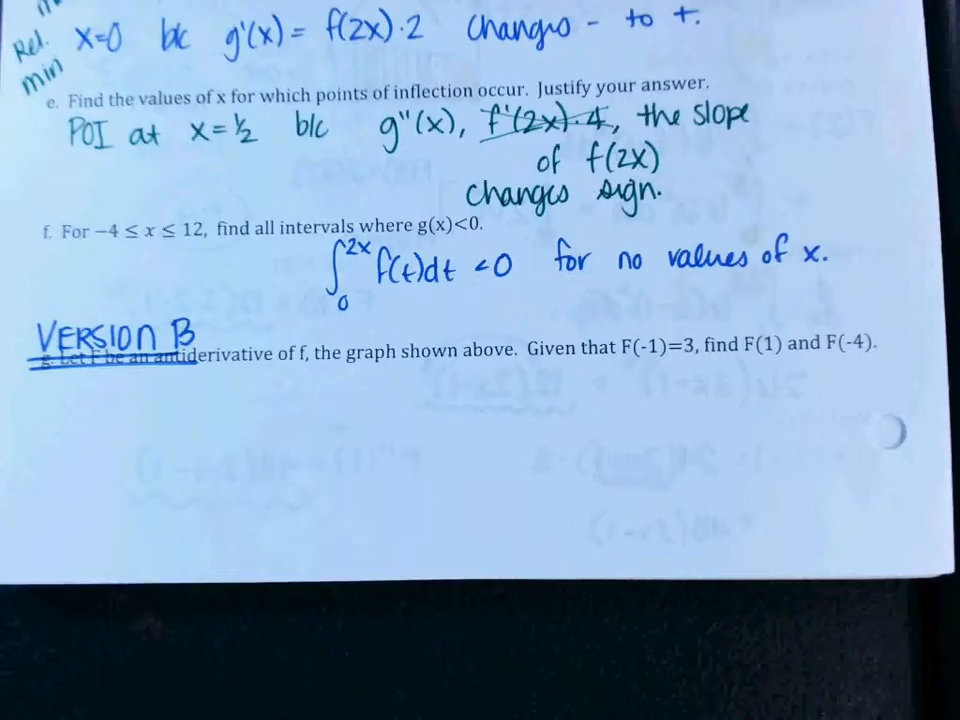 Rel. min x=0 b/c g'(x) = f(2x)·2 changes - to +.
e. Find the values of x for which points of inflection occur. Justify your answer.
POI at x=½ b/c g"(x), f'(2x)·4, the slope
of f(2x)
changes sign.
f. For −4 ≤ x ≤ 12, find all intervals where g(x)<0.
∫₀²ˣ f(t)dt <0 for no values of x.
VERSION B
g. Let F be an antiderivative of f, the graph shown above. Given that F(-1)=3, find F(1) and F(-4).